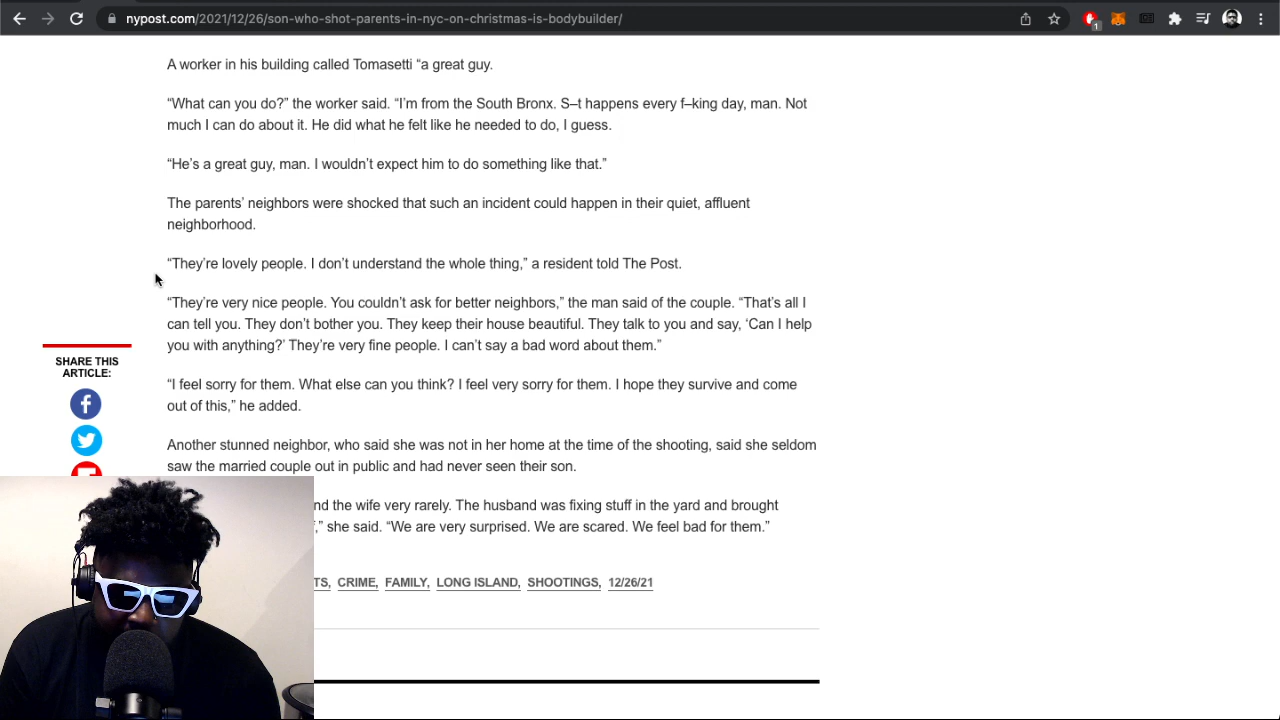 nypost.com/2021/12/26/son-who-shot-parents-in-nyc-on-christmas-is-bodybuilder/
1
A worker in his building called Tomasetti “a great guy.
“What can you do?” the worker said. “I’m from the South Bronx. S–t happens every f–king day, man. Not
much I can do about it. He did what he felt like he needed to do, I guess.
“He’s a great guy, man. I wouldn’t expect him to do something like that.”
The parents’ neighbors were shocked that such an incident could happen in their quiet, affluent
neighborhood.
“They’re lovely people. I don’t understand the whole thing,” a resident told The Post.
“They’re very nice people. You couldn’t ask for better neighbors,” the man said of the couple. “That’s all I
can tell you. They don’t bother you. They keep their house beautiful. They talk to you and say, ‘Can I help
you with anything?’ They’re very fine people. I can’t say a bad word about them.”
SHARE THIS
ARTICLE:
“I feel sorry for them. What else can you think? I feel very sorry for them. I hope they survive and come
out of this,” he added.
Another stunned neighbor, who said she was not in her home at the time of the shooting, said she seldom
saw the married couple out in public and had never seen their son.
the wife very rarely. The husband was fixing stuff in the yard and brought
she said. “We are very surprised. We are scared. We feel bad for them.”
CRIME, FAMILY, LONG ISLAND, SHOOTINGS, 12/26/21